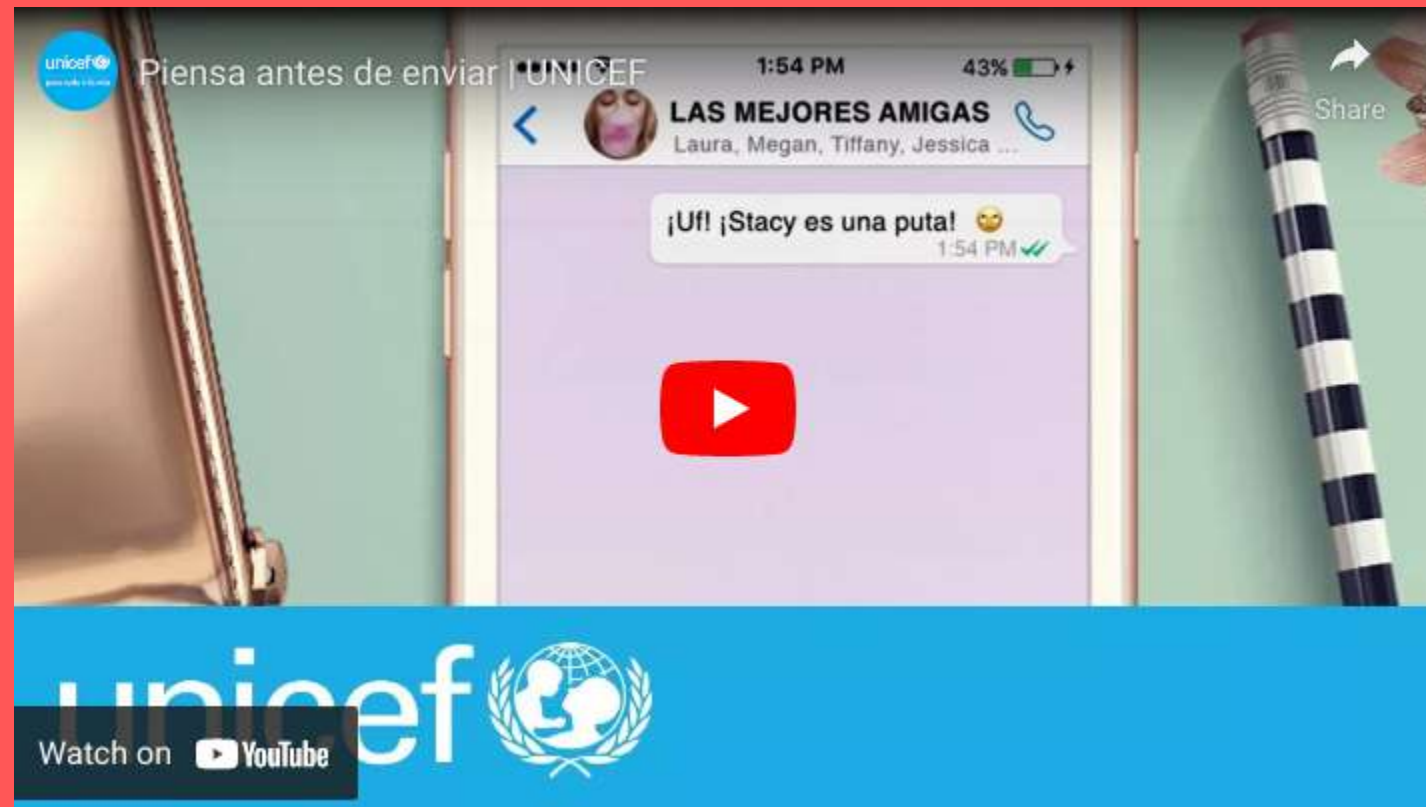 unicef
Piensa antes de enviar | UNICEF
1:54 PM
43%
Share
LAS MEJORES AMIGAS
Laura, Megan, Tiffany, Jessica ...
¡Uf! ¡Stacy es una puta! 🙄
1:54 PM
unicef
Watch on YouTube